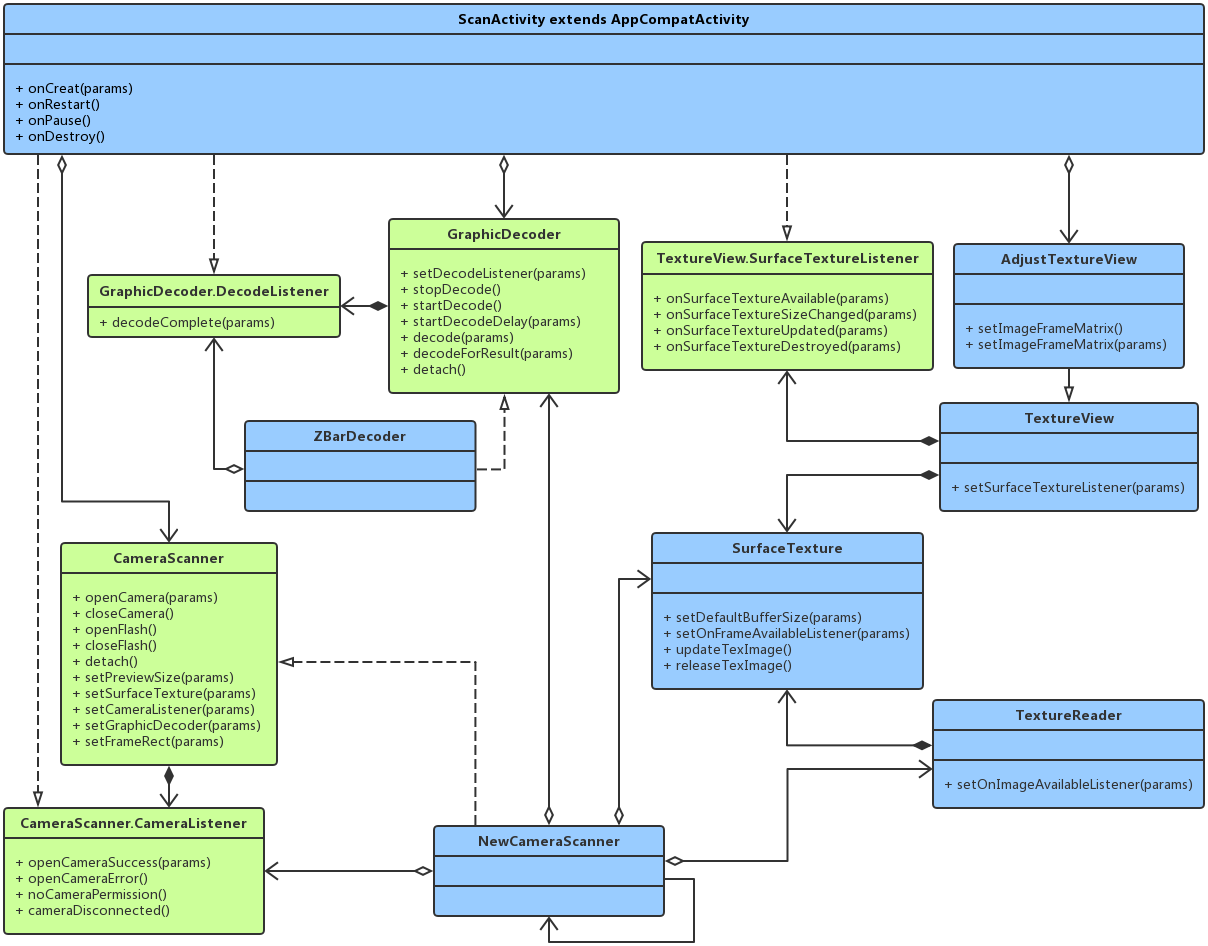 ScanActivity extends AppCompatActivity
+ onCreat(params)
+ onRestart()
+ onPause()
+ onDestroy()
GraphicDecoder
+ setDecodeListener(params)
+ stopDecode()
+ startDecode()
+ startDecodeDelay(params)
+ decode(params)
+ decodeForResult(params)
+ detach()
TextureView.SurfaceTextureListener
+ onSurfaceTextureAvailable(params)
+ onSurfaceTextureSizeChanged(params)
+ onSurfaceTextureUpdated(params)
+ onSurfaceTextureDestroyed(params)
AdjustTextureView
+ setImageFrameMatrix()
+ setImageFrameMatrix(params)
GraphicDecoder.DecodeListener
+ decodeComplete(params)
ZBarDecoder
TextureView
+ setSurfaceTextureListener(params)
CameraScanner
+ openCamera(params)
+ closeCamera()
+ openFlash()
+ closeFlash()
+ detach()
+ setPreviewSize(params)
+ setSurfaceTexture(params)
+ setCameraListener(params)
+ setGraphicDecoder(params)
+ setFrameRect(params)
SurfaceTexture
+ setDefaultBufferSize(params)
+ setOnFrameAvailableListener(params)
+ updateTexImage()
+ releaseTexImage()
TextureReader
+ setOnImageAvailableListener(params)
CameraScanner.CameraListener
+ openCameraSuccess(params)
+ openCameraError()
+ noCameraPermission()
+ cameraDisconnected()
NewCameraScanner